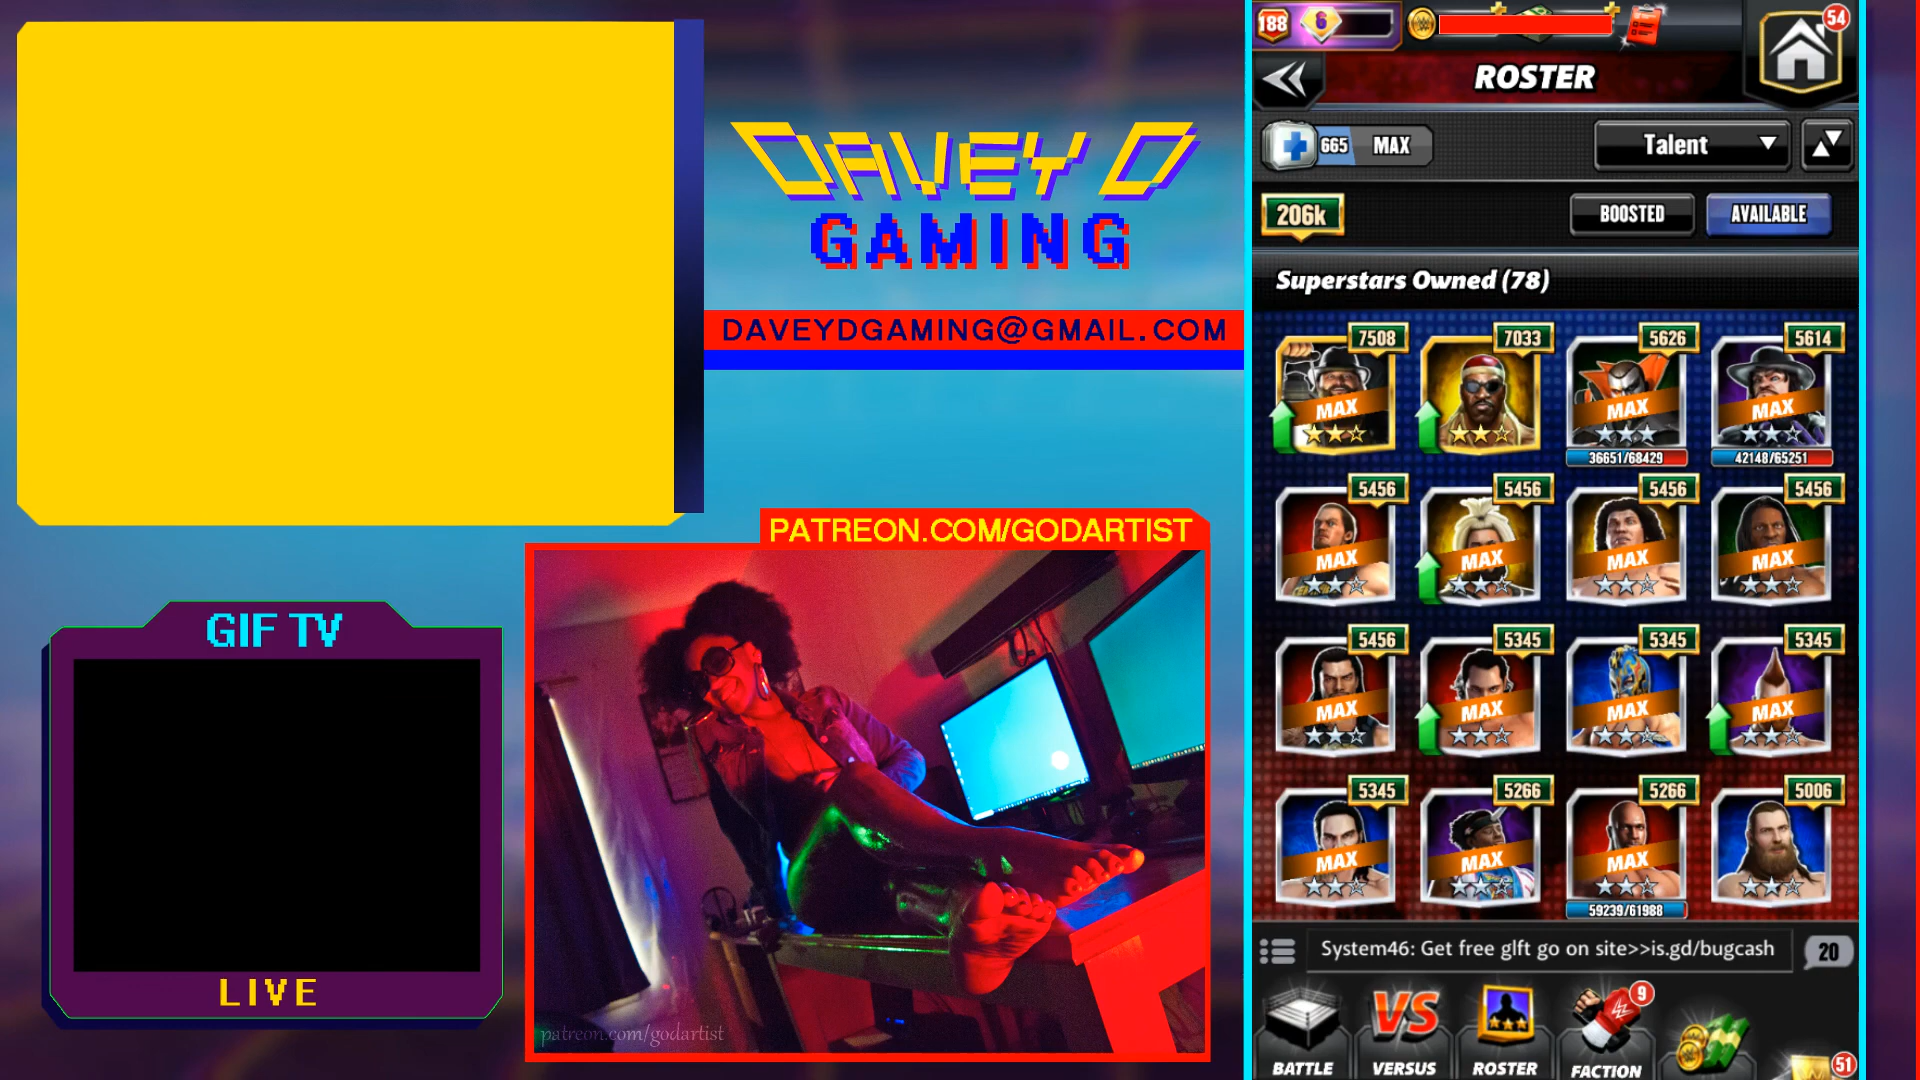 DAVEY D
GAMING
DAVEYDGAMING@GMAIL.COM
PATREON.COM/GODARTIST
patreon.com/godartist
GIF TV
LIVE
188
6
54
ROSTER
665
MAX
Talent
206k
BOOSTED
AVAILABLE
Superstars Owned (78)
7508
7033
5626
5614
MAX
MAX
MAX
MAX
36651/68429
42148/65251
5456
5456
5456
5456
MAX
MAX
MAX
MAX
5456
5345
5345
5345
MAX
MAX
MAX
MAX
5345
5266
5266
5006
MAX
MAX
MAX
59239/61988
System46: Get free glft go on site>>is.gd/bugcash
20
VS
9
BATTLE
VERSUS
ROSTER
FACTION
51